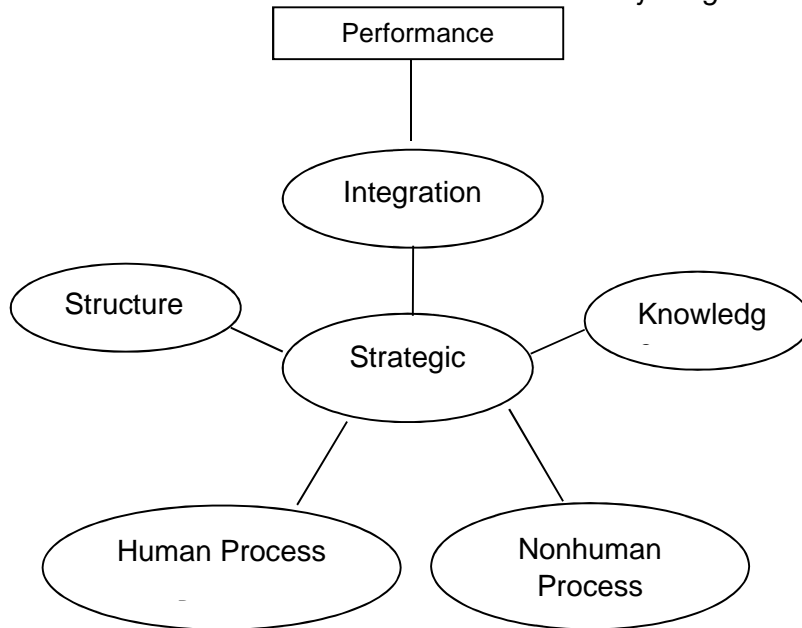 Performance
Integration
Structure
Knowledg
Strategic
Human Process
Nonhuman
Process